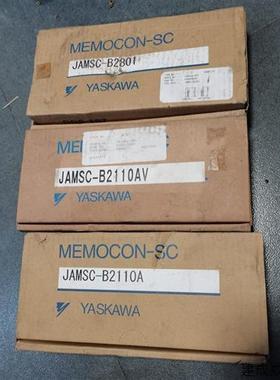 MEMOCON-SC
JAMSC-B2801
YASKAWA
JAMSC-B2110AV
YASKAWA
MEMOCON-SC
JAMSC-B2110A
YASKAWA